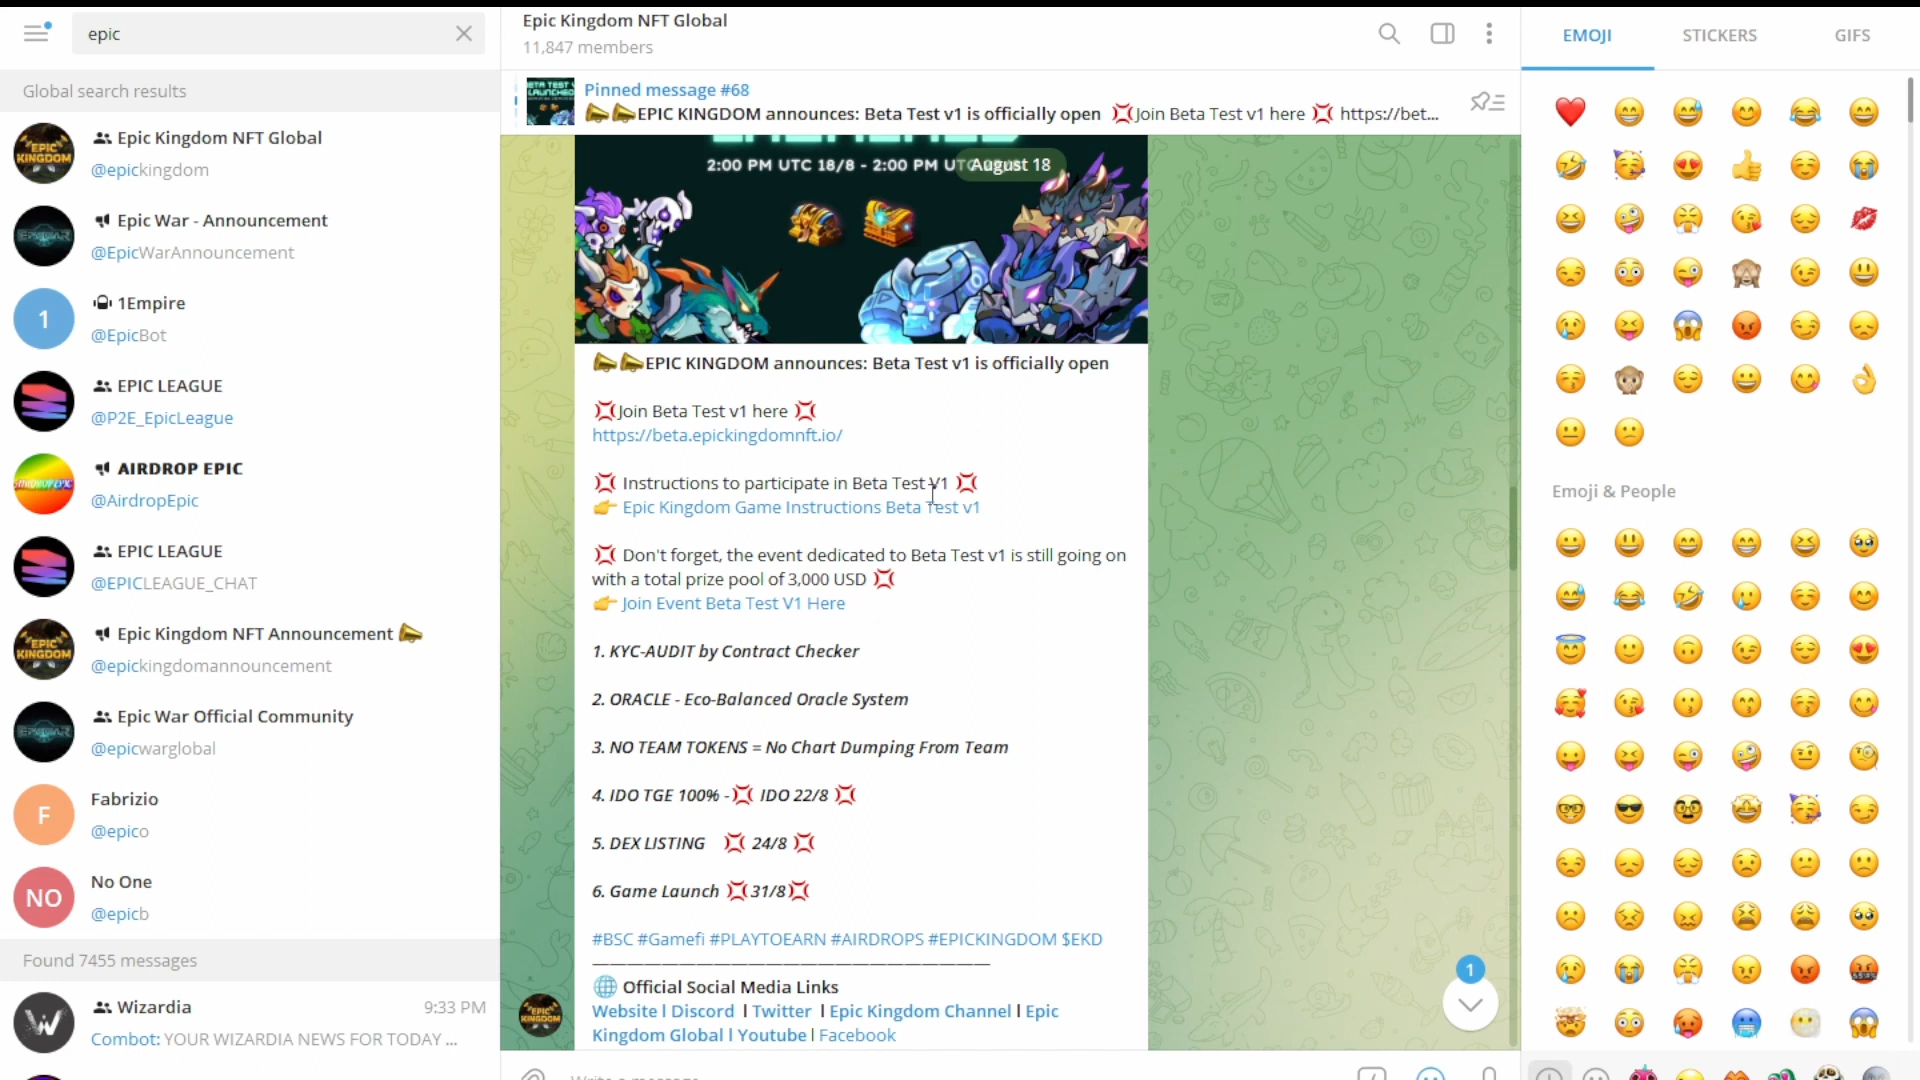 epic
Global search results
Epic Kingdom NFT Global
@epickingdom
Epic War - Announcement
@EpicWarAnnouncement
1
1Empire
@EpicBot
EPIC LEAGUE
@P2E_EpicLeague
AIRDROP EPIC
@AirdropEpic
EPIC LEAGUE
@EPICLEAGUE_CHAT
Epic Kingdom NFT Announcement
@epickingdomannouncement
Epic War Official Community
@epicwarglobal
F
Fabrizio
@epico
NO
No One
@epicb
Found 7455 messages
Wizardia
9:33 PM
Combot: YOUR WIZARDIA NEWS FOR TODAY ...
Epic Kingdom NFT Global
11,847 members
Pinned message #68
EPIC KINGDOM announces: Beta Test v1 is officially open 💢Join Beta Test v1 here 💢 https://bet...
2:00 PM UTC 18/8 - 2:00 PM
August 18
EPIC KINGDOM announces: Beta Test v1 is officially open
💢Join Beta Test v1 here 💢
https://beta.epickingdomnft.io/
💢 Instructions to participate in Beta Test V1 💢
👉 Epic Kingdom Game Instructions Beta Test v1
💢 Don't forget, the event dedicated to Beta Test v1 is still going on
with a total prize pool of 3,000 USD 💢
👉 Join Event Beta Test V1 Here
1. KYC-AUDIT by Contract Checker
2. ORACLE - Eco-Balanced Oracle System
3. NO TEAM TOKENS = No Chart Dumping From Team
4. IDO TGE 100% -💢 IDO 22/8 💢
5. DEX LISTING 💢 24/8 💢
6. Game Launch 💢31/8💢
#BSC #Gamefi #PLAYTOEARN #AIRDROPS #EPICKINGDOM $EKD
🌐 Official Social Media Links
Website l Discord l Twitter l Epic Kingdom Channel l Epic
Kingdom Global l Youtube l Facebook
1
Write a message...
EMOJI
STICKERS
GIFS
Emoji & People